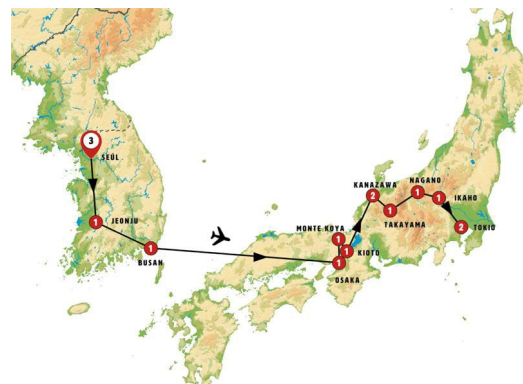 3
SEÚL
1
JEONJU
1
BUSAN
MONTE KOYA
1
1
KIOTO
1
OSAKA
KANAZAWA
2
1
TAKAYAMA
NAGANO
1
1
IKAHO
2
TOKIO